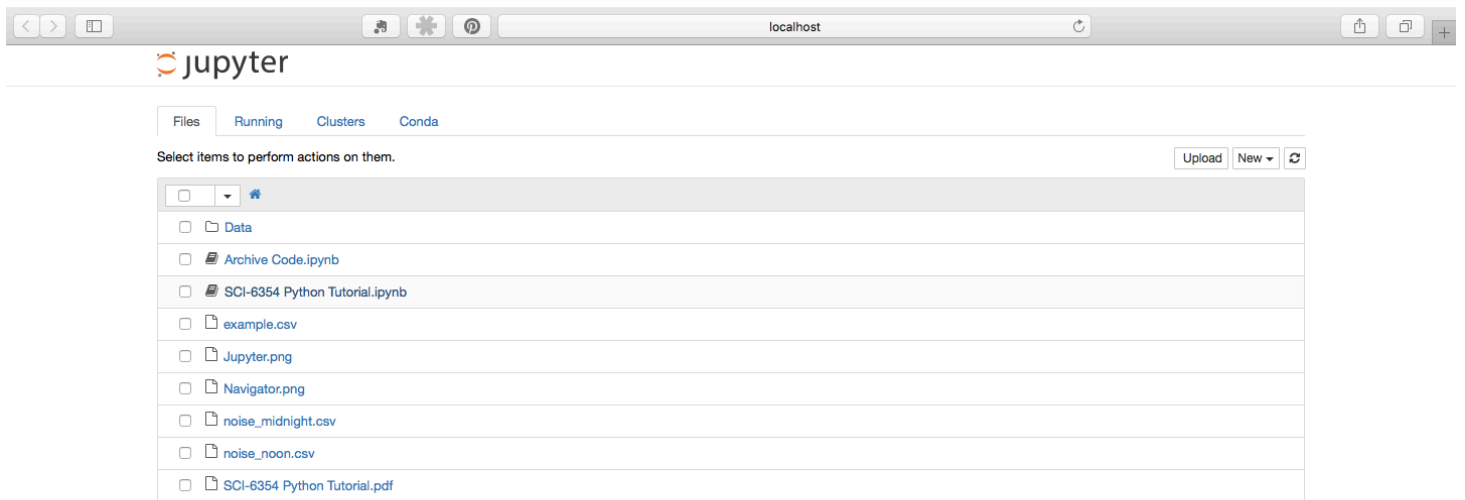 localhost
jupyter
Files Running Clusters Conda
Select items to perform actions on them.
Upload New
Data
Archive Code.ipynb
SCI-6354 Python Tutorial.ipynb
example.csv
Jupyter.png
Navigator.png
noise_midnight.csv
noise_noon.csv
SCI-6354 Python Tutorial.pdf